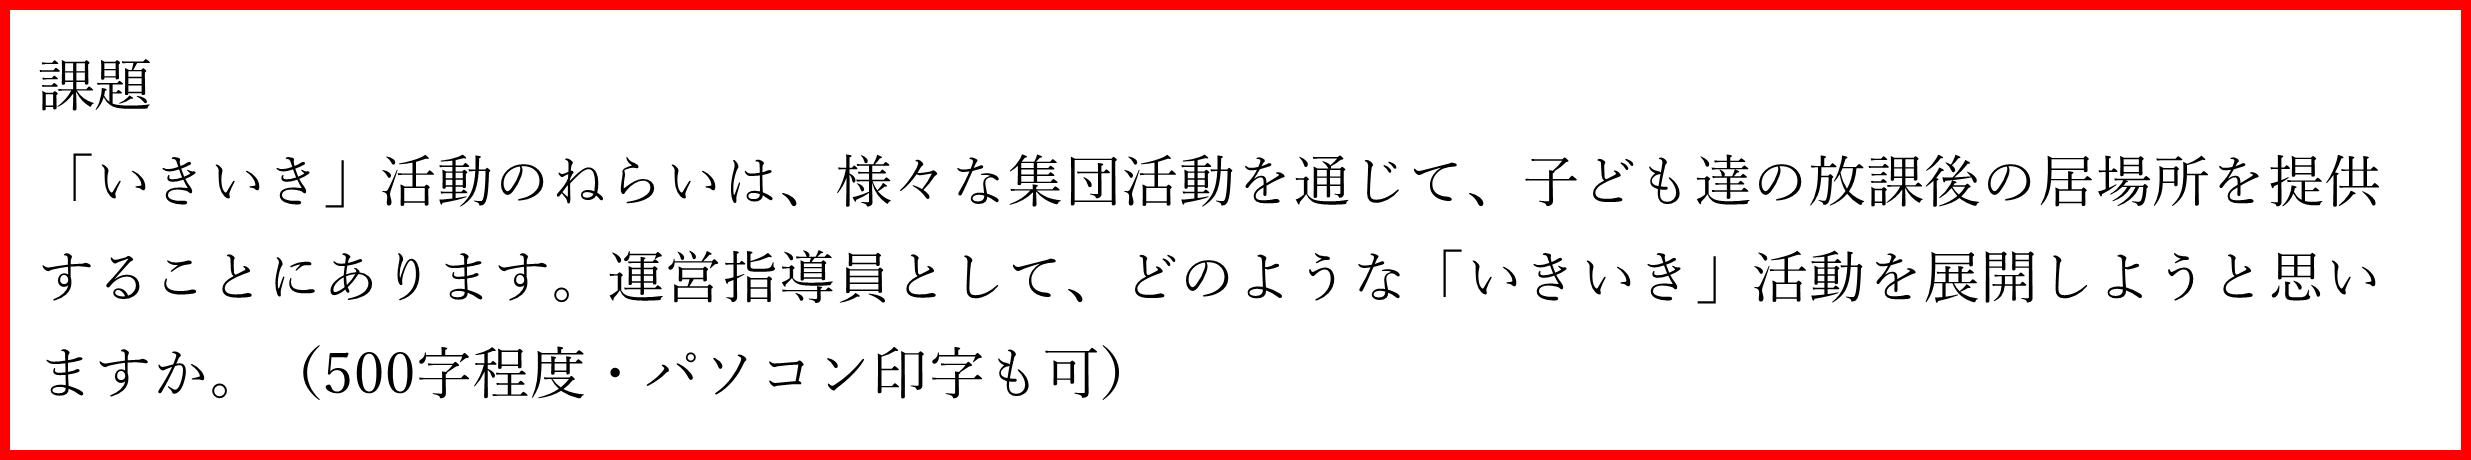 課題
「いきいき」活動のねらいは、様々な集団活動を通じて、子ども達の放課後の居場所を提供
することにあります。運営指導員として、どのような「いきいき」活動を展開しようと思い
ますか。（500字程度・パソコン印字も可）